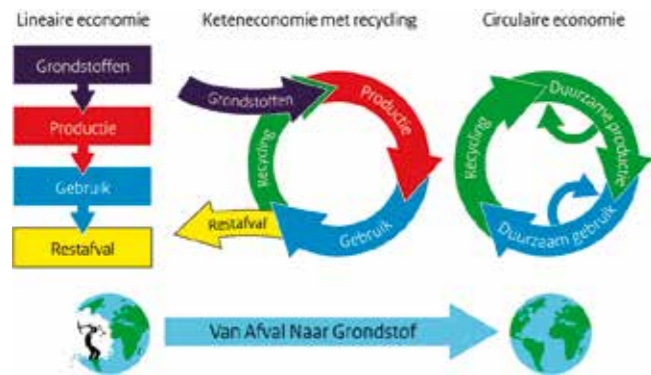 Lineaire economie
Keteneconomie met recycling
Circulaire economie
Grondstoffen
Productie
Gebruik
Restafval
Grondstoffen
Productie
Recycling
Restafval
Gebruik
Recycling
Duurzame productie
Duurzaam gebruik
Van Afval Naar Grondstof